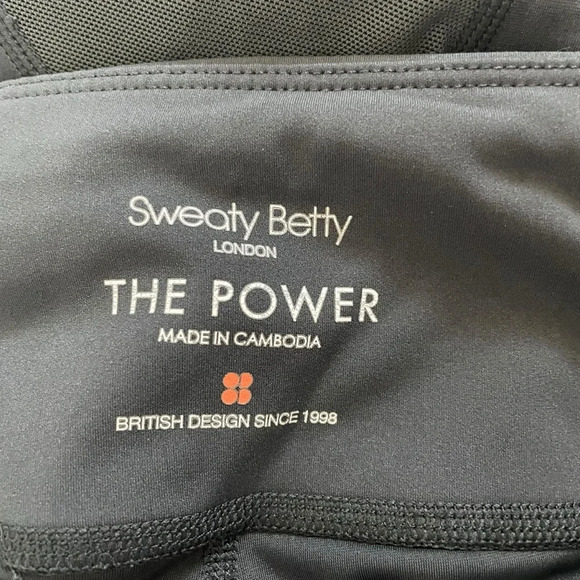 Sweaty Betty
LONDON
THE POWER
MADE IN CAMBODIA
BRITISH DESIGN SINCE 1998